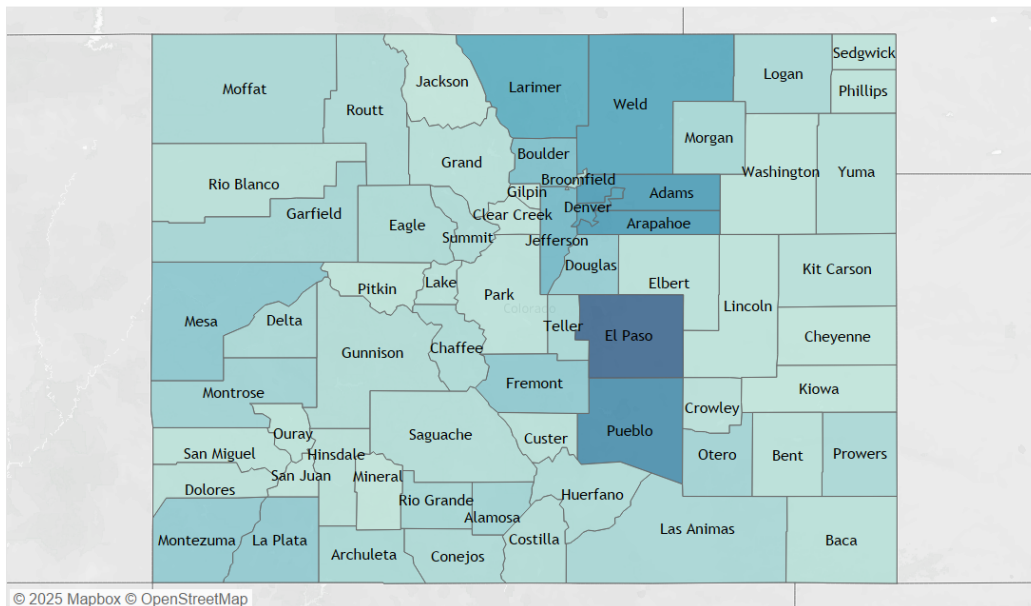 Sedgwick
Jackson
Larimer
Logan
Moffat
Phillips
Weld
Routt
Morgan
Boulder
Grand
Washington
Yuma
Broomfield
Rio Blanco
Gilpin
Adams
Denver
Garfield
Clear Creek
Eagle
Arapahoe
Summit
Jefferson
Douglas
Kit Carson
Lake
Elbert
Pitkin
Park
Lincoln
Colorado
Mesa
Delta
Teller
El Paso
Cheyenne
Chaffee
Gunnison
Fremont
Kiowa
Montrose
Crowley
Pueblo
Ouray
Saguache
Custer
San Miguel
Hinsdale
Otero
Bent
Prowers
San Juan
Mineral
Dolores
Huerfano
Rio Grande
Alamosa
Las Animas
Montezuma
La Plata
Costilla
Baca
Archuleta
Conejos
© 2025 Mapbox © OpenStreetMap